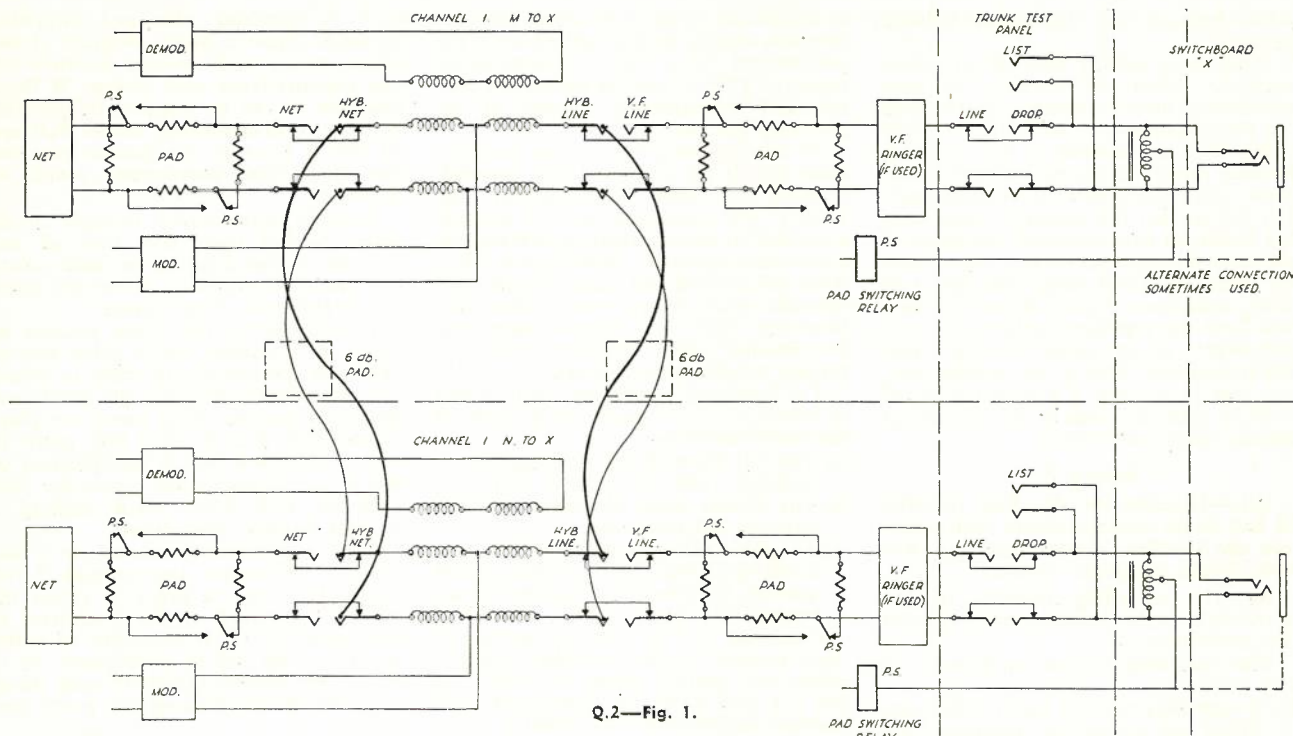 CHANNEL I. M TO X
TRUNK TEST
PANEL
SWITCHBOARD
"X"
LIST
DEMOD.
P.S.
NET
HYB.
NET
HYB.
LINE
V.F.
LINE
P.S
LINE
DROP
NET
PAD
PAD
V.F.
RINGER
(IF USED)
P.S.
P.S
MOD.
P.S
PAD SWITCHING
RELAY
ALTERNATE CONNECTION
SOMETIMES USED.
6 db.
PAD.
6 db
PAD
CHANNEL I N. TO X
LIST
DEMOD.
P.S.
NET
HYB
NET.
HYB
LINE.
V.F
LINE.
P.S.
LINE
DROP
NET
PAD
PAD
V.F
RINGER
(IF USED)
P.S
P.S
MOD.
P.S.
PAD SWITCHING
RELAY
Q.2—Fig. 1.